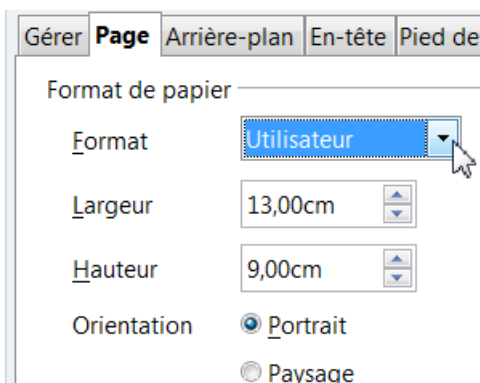 Gérer Page Arrière-plan En-tête Pied de
Format de papier
Format Utilisateur
Largeur 13,00cm
Hauteur 9,00cm
Orientation Portrait
Paysage